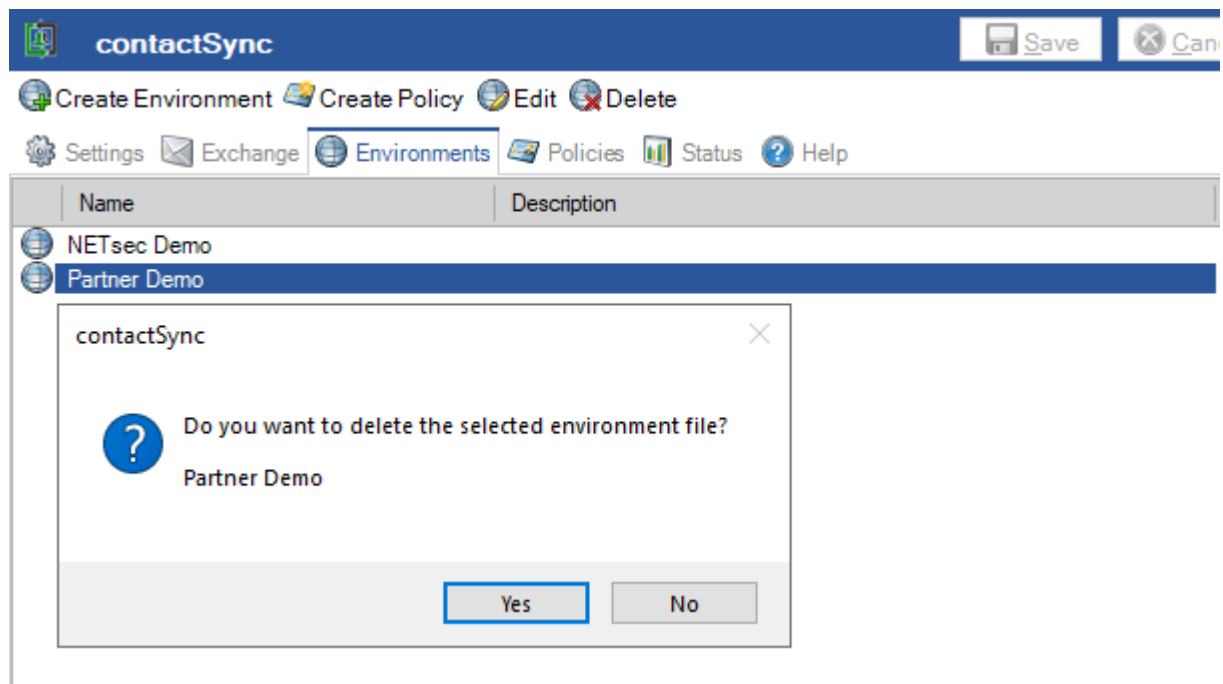 contactSync Save
Create Environment Create Policy Edit Delete
Settings Exchange Environments Policies Status Help
Name Description
NETsec Demo
Partner Demo
contactSync
Do you want to delete the selected environment file?
Partner Demo
Yes No